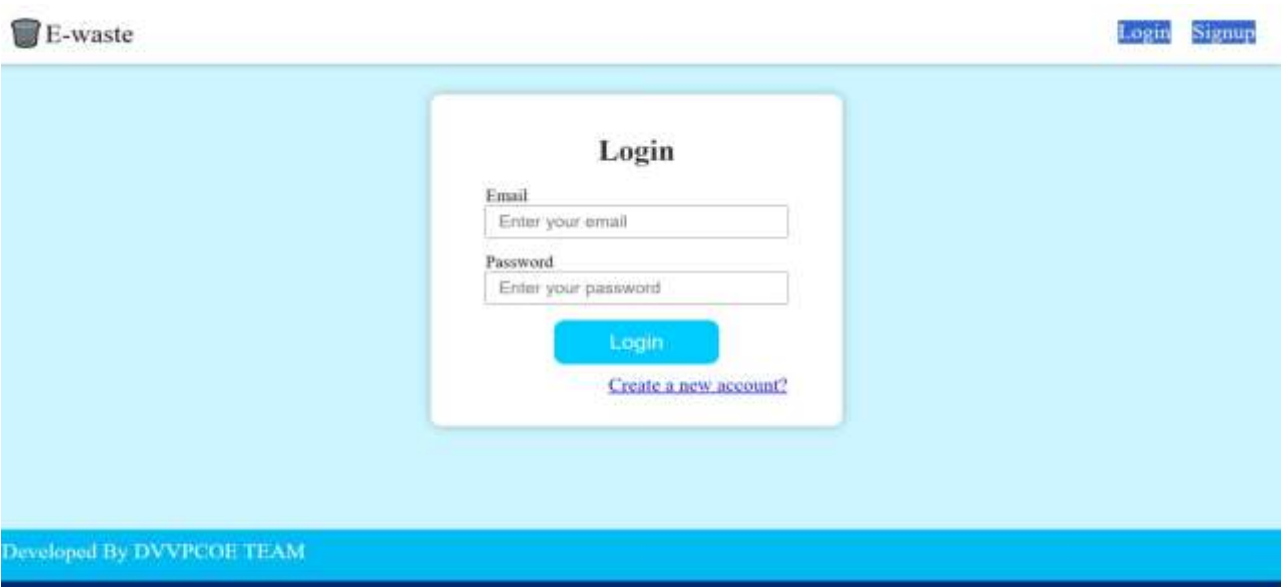 E-waste
Login Signup
Login
Email
Enter your email
Password
Enter your password
Login
Create a new account?
Developed By DVVPCOE TEAM